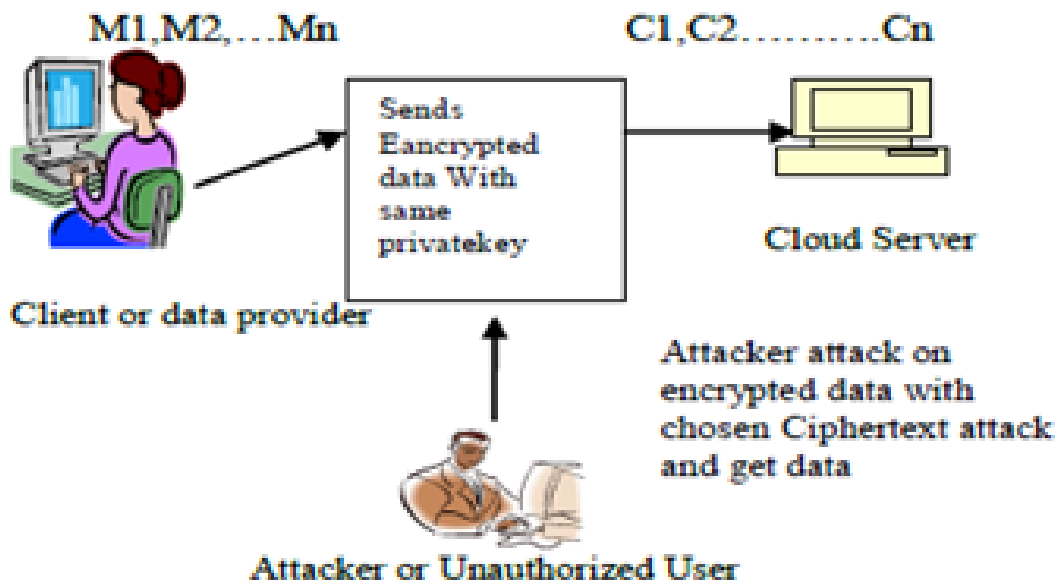 M1,M2,....Mn
C1,C2..........Cn
Sends
Eancrypted
data With
same
privatekey
Cloud Server
Client or data provider
Attacker attack on
encrypted data with
chosen Ciphertext attack
and get data
Attacker or Unauthorized User